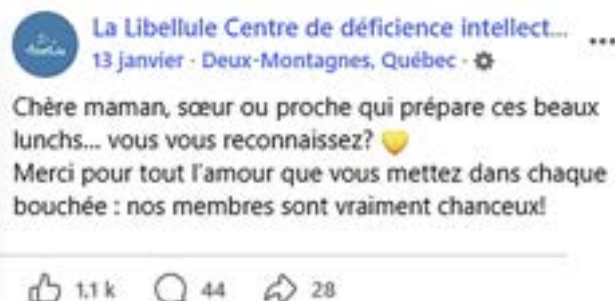 La Libellule Centre de déficience intellect...
13 janvier · Deux-Montagnes, Québec ·
Chère maman, sœur ou proche qui prépare ces beaux
lunchs... vous vous reconnaissez? 💛
Merci pour tout l'amour que vous mettez dans chaque
bouchée : nos membres sont vraiment chanceux!
1,1 k 44 28